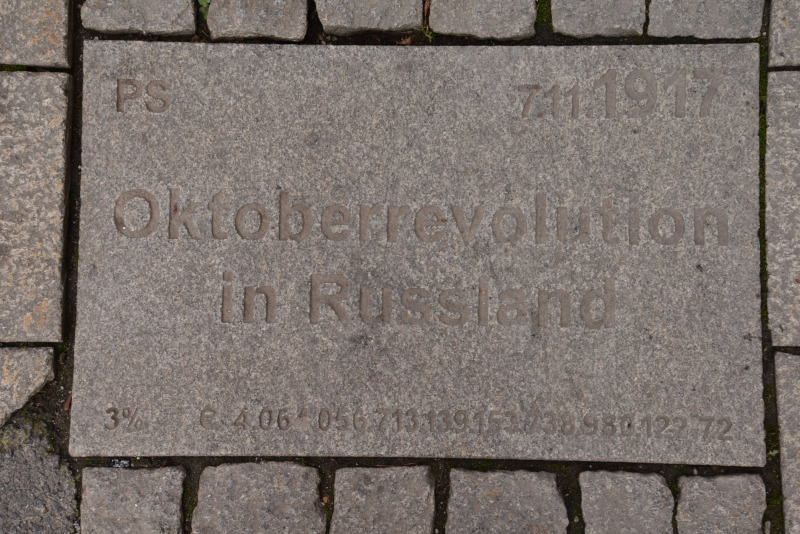 PS 7.11.1917
Oktoberrevolution
in Russland
3%